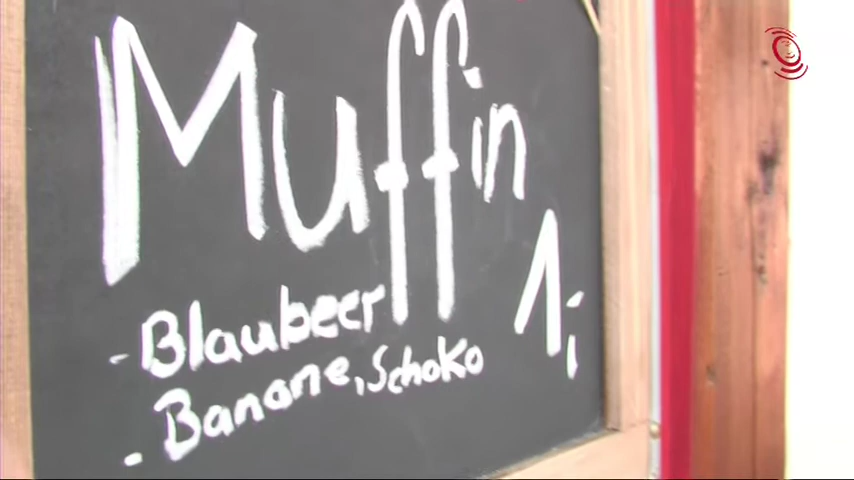 Muffin
1,-
- Blaubeer
- Banane, Schoko